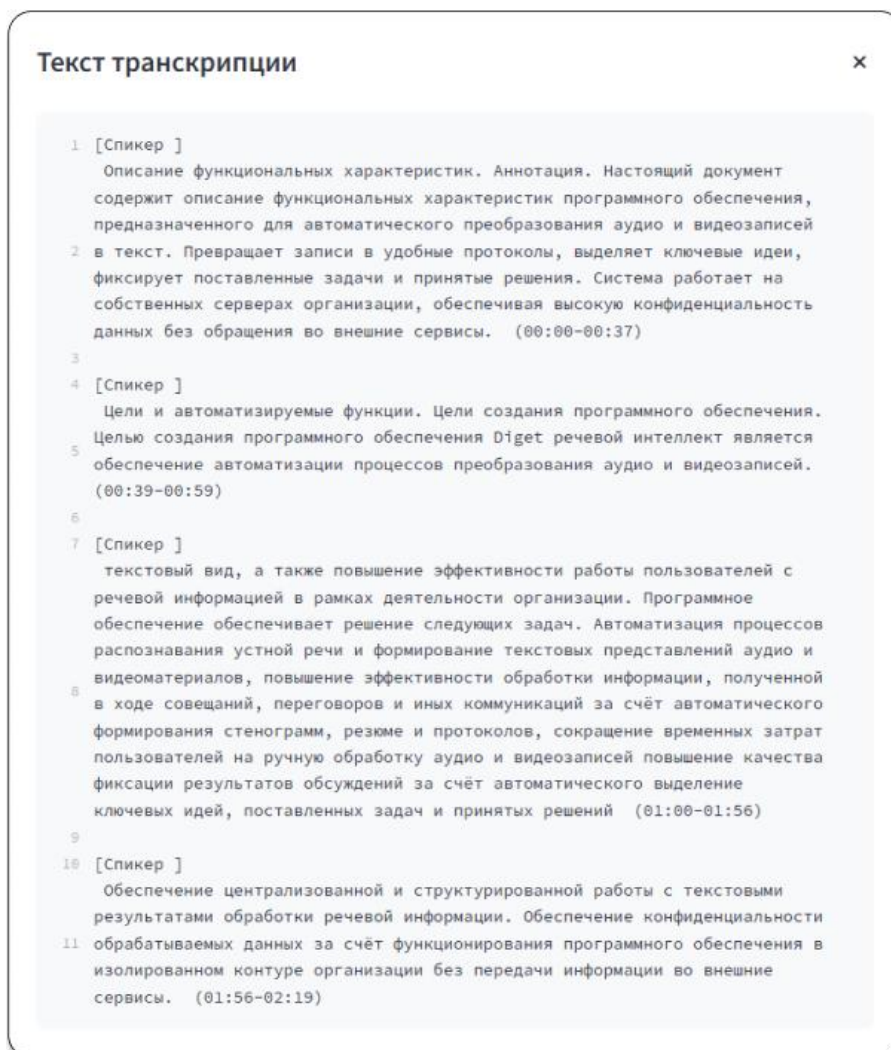 Текст транскрипции ×
1 [Спикер ]
Описание функциональных характеристик. Аннотация. Настоящий документ
содержит описание функциональных характеристик программного обеспечения,
предназначенного для автоматического преобразования аудио и видеозаписей
2 в текст. Превращает записи в удобные протоколы, выделяет ключевые идеи,
фиксирует поставленные задачи и принятые решения. Система работает на
собственных серверах организации, обеспечивая высокую конфиденциальность
данных без обращения во внешние сервисы. (00:00-00:37)
3
4 [Спикер ]
Цели и автоматизируемые функции. Цели создания программного обеспечения.
5 Целью создания программного обеспечения Diget речевой интеллект является
обеспечение автоматизации процессов преобразования аудио и видеозаписей.
(00:39-00:59)
6
7 [Спикер ]
текстовый вид, а также повышение эффективности работы пользователей с
речевой информацией в рамках деятельности организации. Программное
обеспечение обеспечивает решение следующих задач. Автоматизация процессов
распознавания устной речи и формирование текстовых представлений аудио и
видеоматериалов, повышение эффективности обработки информации, полученной
8 в ходе совещаний, переговоров и иных коммуникаций за счёт автоматического
формирования стенограмм, резюме и протоколов, сокращение временных затрат
пользователей на ручную обработку аудио и видеозаписей повышение качества
фиксации результатов обсуждений за счёт автоматического выделение
ключевых идей, поставленных задач и принятых решений (01:00-01:56)
9
10 [Спикер ]
Обеспечение централизованной и структурированной работы с текстовыми
результатами обработки речевой информации. Обеспечение конфиденциальности
11 обрабатываемых данных за счёт функционирования программного обеспечения в
изолированном контуре организации без передачи информации во внешние
сервисы. (01:56-02:19)